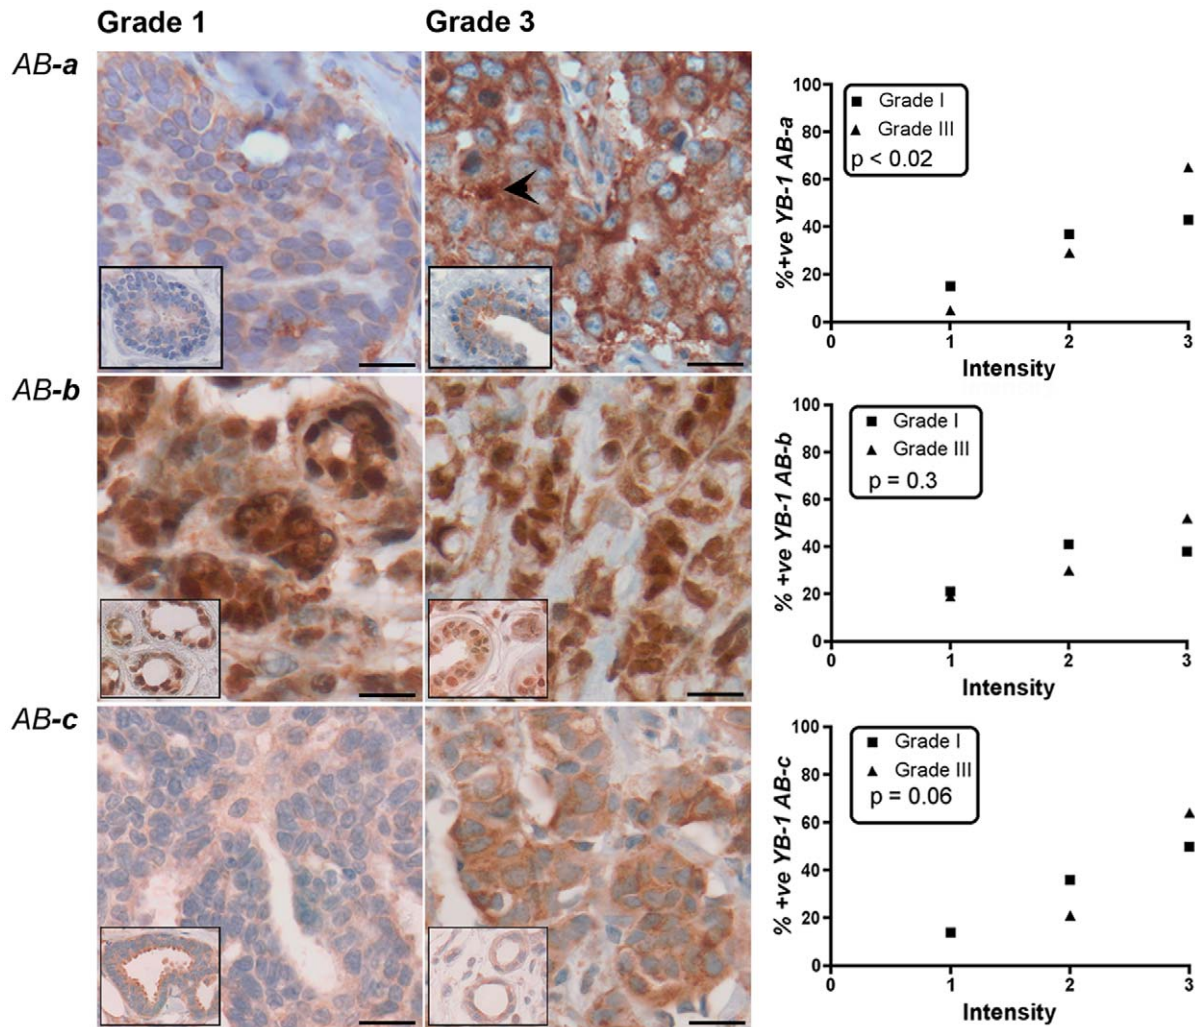 Grade 1
Grade 3
AB-a
100
80
60
40
20
0
%+ve YB-1 AB-a
Grade I
Grade III
p < 0.02
0
1
2
3
Intensity
AB-b
100
80
60
40
20
0
% +ve YB-1 AB-b
Grade I
Grade III
p = 0.3
0
1
2
3
Intensity
AB-c
100
80
60
40
20
0
% +ve YB-1 AB-c
Grade I
Grade III
p = 0.06
0
1
2
3
Intensity